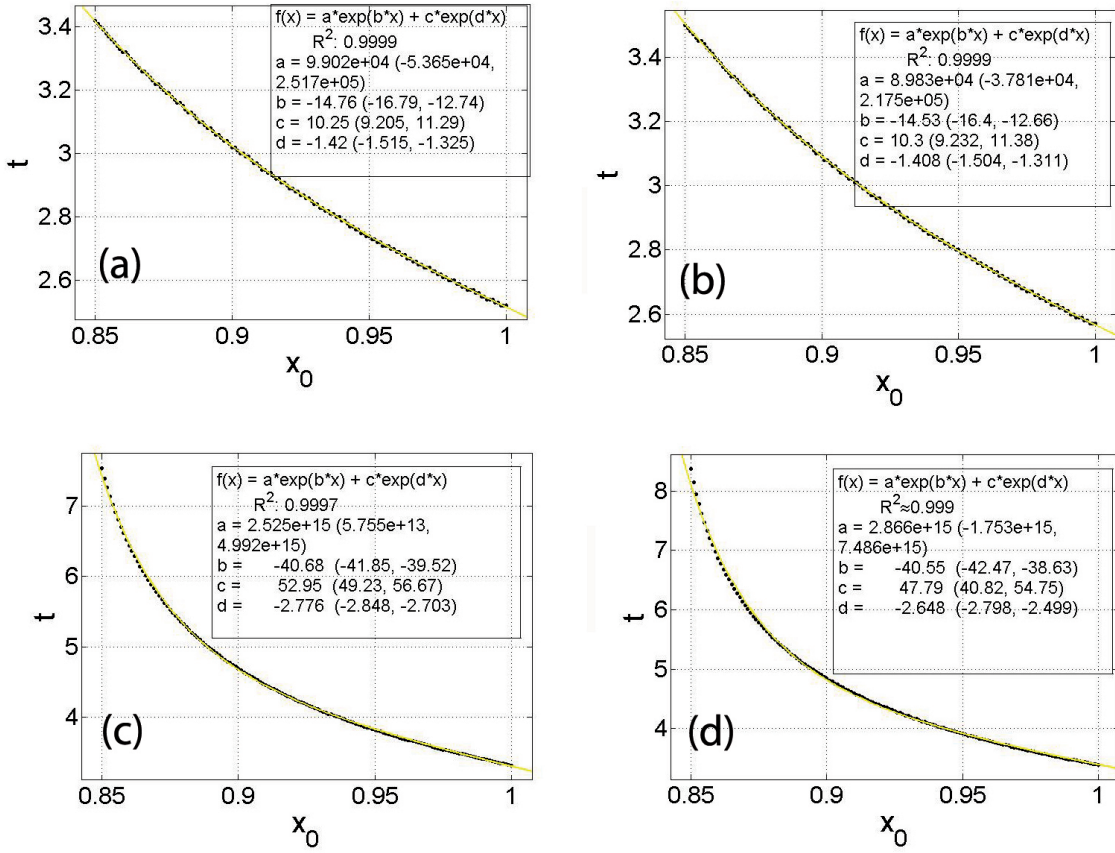 f(x) = a*exp(b*x) + c*exp(d*x)
R²: 0.9999
a = 9.902e+04 (-5.365e+04,
2.517e+05)
b = -14.76 (-16.79, -12.74)
c = 10.25 (9.205, 11.29)
d = -1.42 (-1.515, -1.325)
3.4
3.2
3
2.8
2.6
t
(a)
0.85 0.9 0.95 1
x₀
f(x) = a*exp(b*x) + c*exp(d*x)
R²: 0.9999
a = 8.983e+04 (-3.781e+04,
2.175e+05)
b = -14.53 (-16.4, -12.66)
c = 10.3 (9.232, 11.38)
d = -1.408 (-1.504, -1.311)
3.4
3.2
3
2.8
2.6
t
(b)
0.85 0.9 0.95 1
x₀
f(x) = a*exp(b*x) + c*exp(d*x)
R²: 0.9997
a = 2.525e+15 (5.755e+13,
4.992e+15)
b = -40.68 (-41.85, -39.52)
c = 52.95 (49.23, 56.67)
d = -2.776 (-2.848, -2.703)
7
6
5
4
t
(c)
0.85 0.9 0.95 1
x₀
f(x) = a*exp(b*x) + c*exp(d*x)
R²≈0.999
a = 2.866e+15 (-1.753e+15,
7.486e+15)
b = -40.55 (-42.47, -38.63)
c = 47.79 (40.82, 54.75)
d = -2.648 (-2.798, -2.499)
8
7
6
5
4
t
(d)
0.85 0.9 0.95 1
x₀